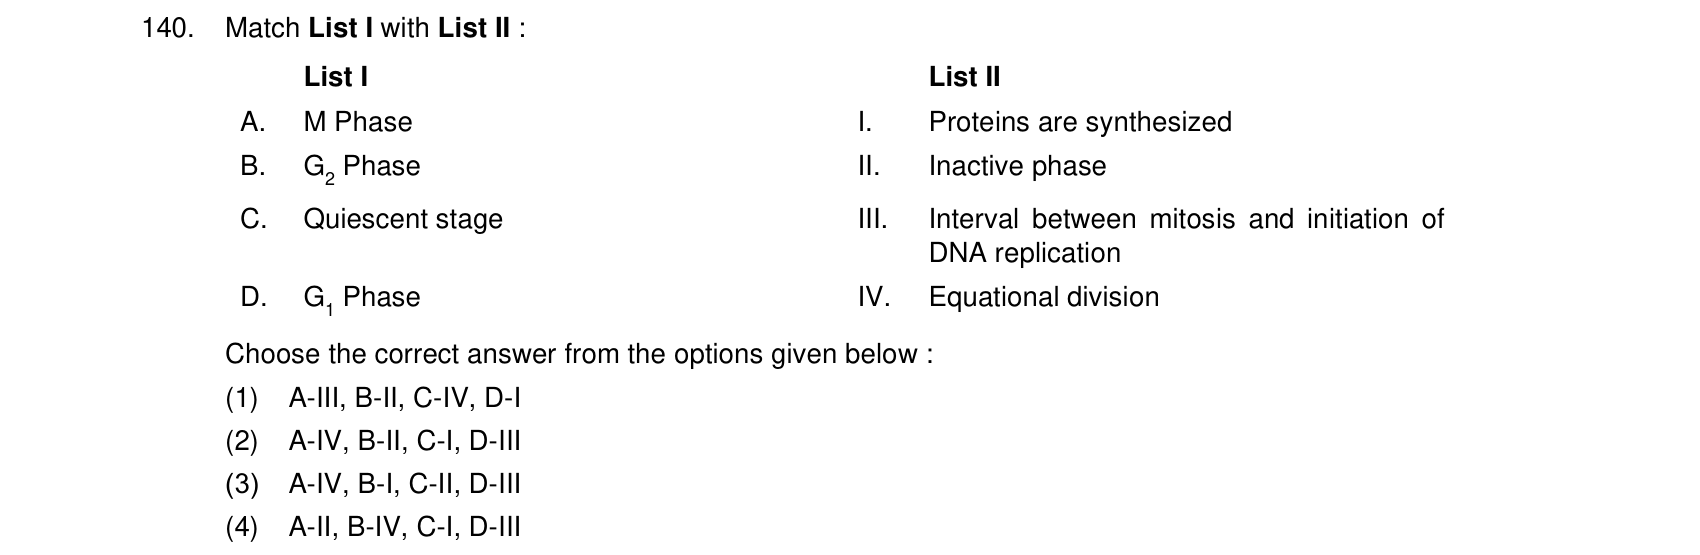 140. Match List I with List II :
List I List II
A. M Phase I. Proteins are synthesized
B. G₂ Phase II. Inactive phase
C. Quiescent stage III. Interval between mitosis and initiation of
DNA replication
D. G₁ Phase IV. Equational division
Choose the correct answer from the options given below :
(1) A-III, B-II, C-IV, D-I
(2) A-IV, B-II, C-I, D-III
(3) A-IV, B-I, C-II, D-III
(4) A-II, B-IV, C-I, D-III